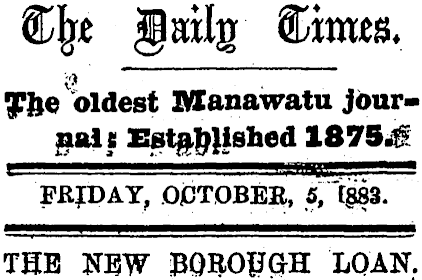 The Daily Times.
The oldest Manawatu jour-
nal; Established 1875.
FRIDAY, OCTOBER, 5, 1883.
THE NEW BOROUGH LOAN.